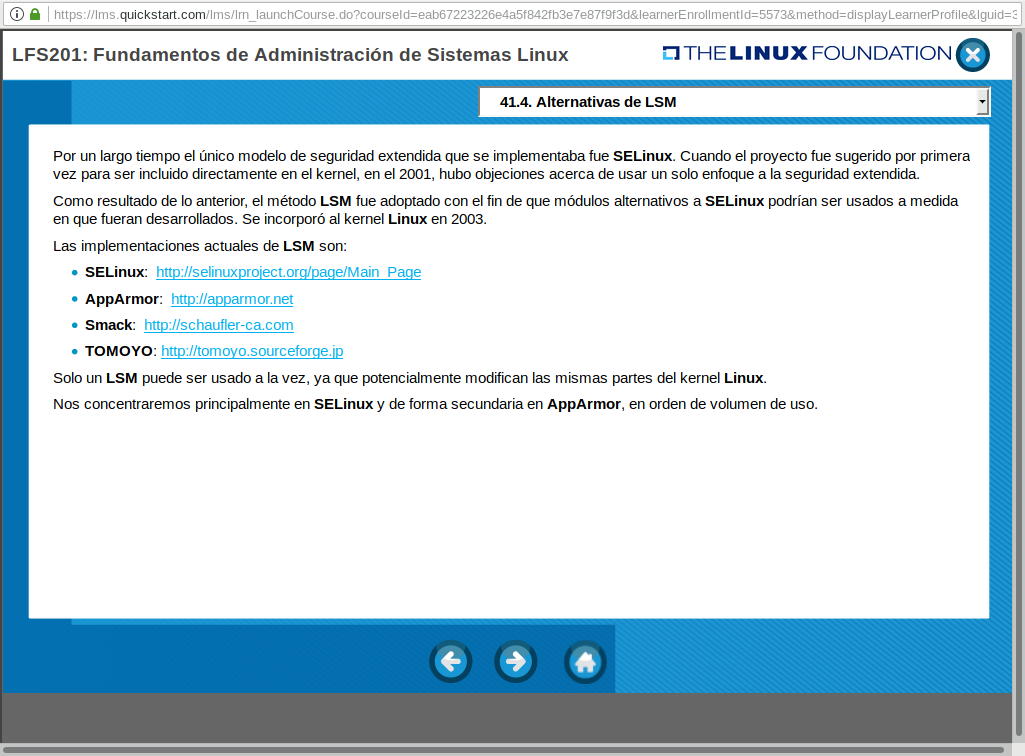 https://lms.quickstart.com/lms/lrn_launchCourse.do?courseId=eab67223226e4a5f842fb3e7e87f9f3d&learnerEnrollmentId=5573&method=displayLearnerProfile&lguid=3
LFS201: Fundamentos de Administración de Sistemas Linux
THE LINUX FOUNDATION
41.4. Alternativas de LSM
Por un largo tiempo el único modelo de seguridad extendida que se implementaba fue SELinux. Cuando el proyecto fue sugerido por primera
vez para ser incluido directamente en el kernel, en el 2001, hubo objeciones acerca de usar un solo enfoque a la seguridad extendida.
Como resultado de lo anterior, el método LSM fue adoptado con el fin de que módulos alternativos a SELinux podrían ser usados a medida
en que fueran desarrollados. Se incorporó al kernel Linux en 2003.
Las implementaciones actuales de LSM son:
• SELinux: http://selinuxproject.org/page/Main_Page
• AppArmor: http://apparmor.net
• Smack: http://schaufler-ca.com
• TOMOYO: http://tomoyo.sourceforge.jp
Solo un LSM puede ser usado a la vez, ya que potencialmente modifican las mismas partes del kernel Linux.
Nos concentraremos principalmente en SELinux y de forma secundaria en AppArmor, en orden de volumen de uso.